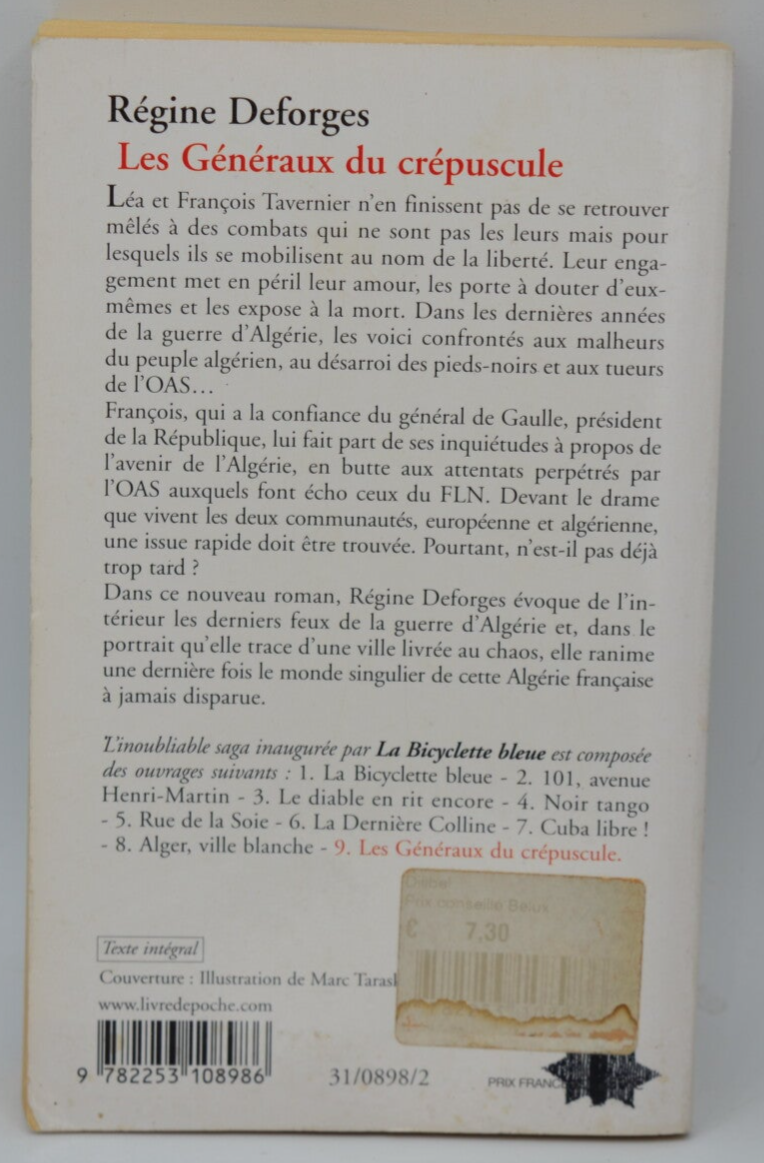 Régine Deforges
Les Généraux du crépuscule
Léa et François Tavernier n'en finissent pas de se retrouver
mêlés à des combats qui ne sont pas les leurs mais pour
lesquels ils se mobilisent au nom de la liberté. Leur enga-
gement met en péril leur amour, les porte à douter d'eux-
mêmes et les expose à la mort. Dans les dernières années
de la guerre d'Algérie, les voici confrontés aux malheurs
du peuple algérien, au désarroi des pieds-noirs et aux tueurs
de l'OAS...
François, qui a la confiance du général de Gaulle, président
de la République, lui fait part de ses inquiétudes à propos de
l'avenir de l'Algérie, en butte aux attentats perpétrés par
l'OAS auxquels font écho ceux du FLN. Devant le drame
que vivent les deux communautés, européenne et algérienne,
une issue rapide doit être trouvée. Pourtant, n'est-il pas déjà
trop tard ?
Dans ce nouveau roman, Régine Deforges évoque de l'in-
térieur les derniers feux de la guerre d'Algérie et, dans le
portrait qu'elle trace d'une ville livrée au chaos, elle ranime
une dernière fois le monde singulier de cette Algérie française
à jamais disparue.
L'inoubliable saga inaugurée par La Bicyclette bleue est composée
des ouvrages suivants : 1. La Bicyclette bleue - 2. 101, avenue
Henri-Martin - 3. Le diable en rit encore - 4. Noir tango
- 5. Rue de la Soie - 6. La Dernière Colline - 7. Cuba libre !
- 8. Alger, ville blanche - 9. Les Généraux du crépuscule.
Prix conseillé Belux
€ 7,30
Texte intégral
Couverture : Illustration de Marc Tarask
www.livredepoche.com
9 782253 108986
31/0898/2
PRIX FRANC